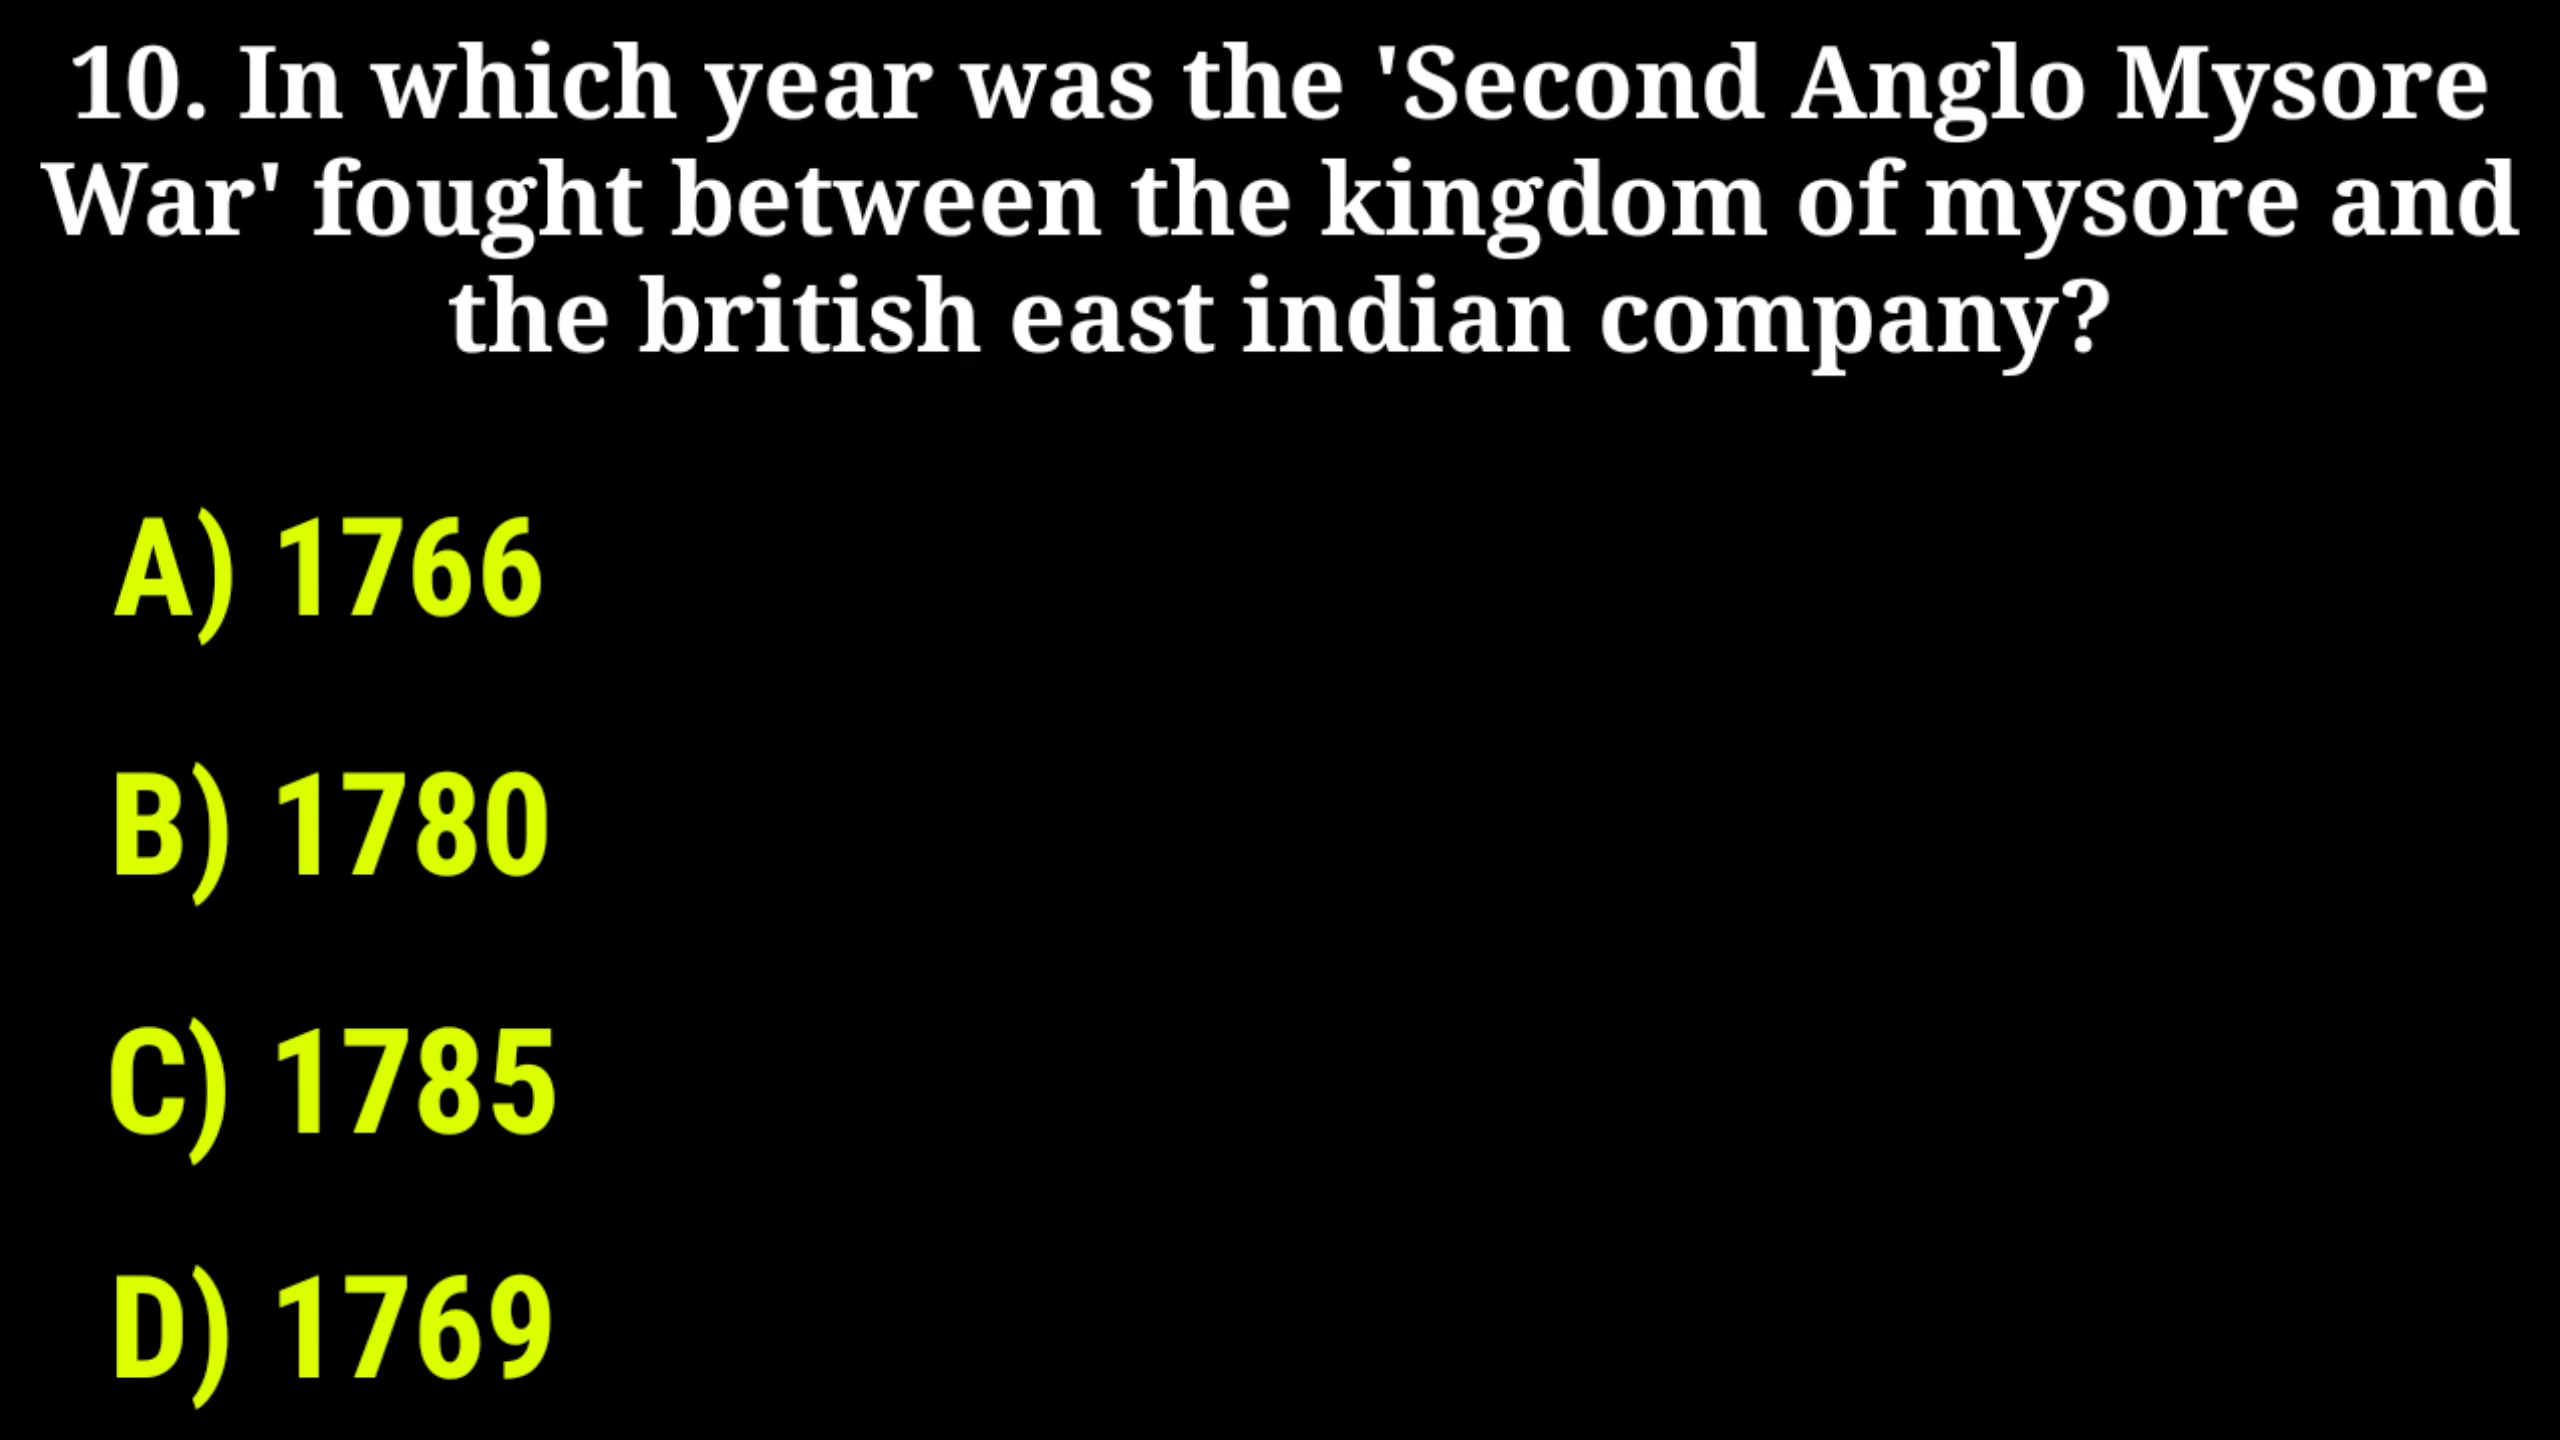 10. In which year was the 'Second Anglo Mysore
War' fought between the kingdom of mysore and
the british east indian company?
A) 1766
B) 1780
C) 1785
D) 1769